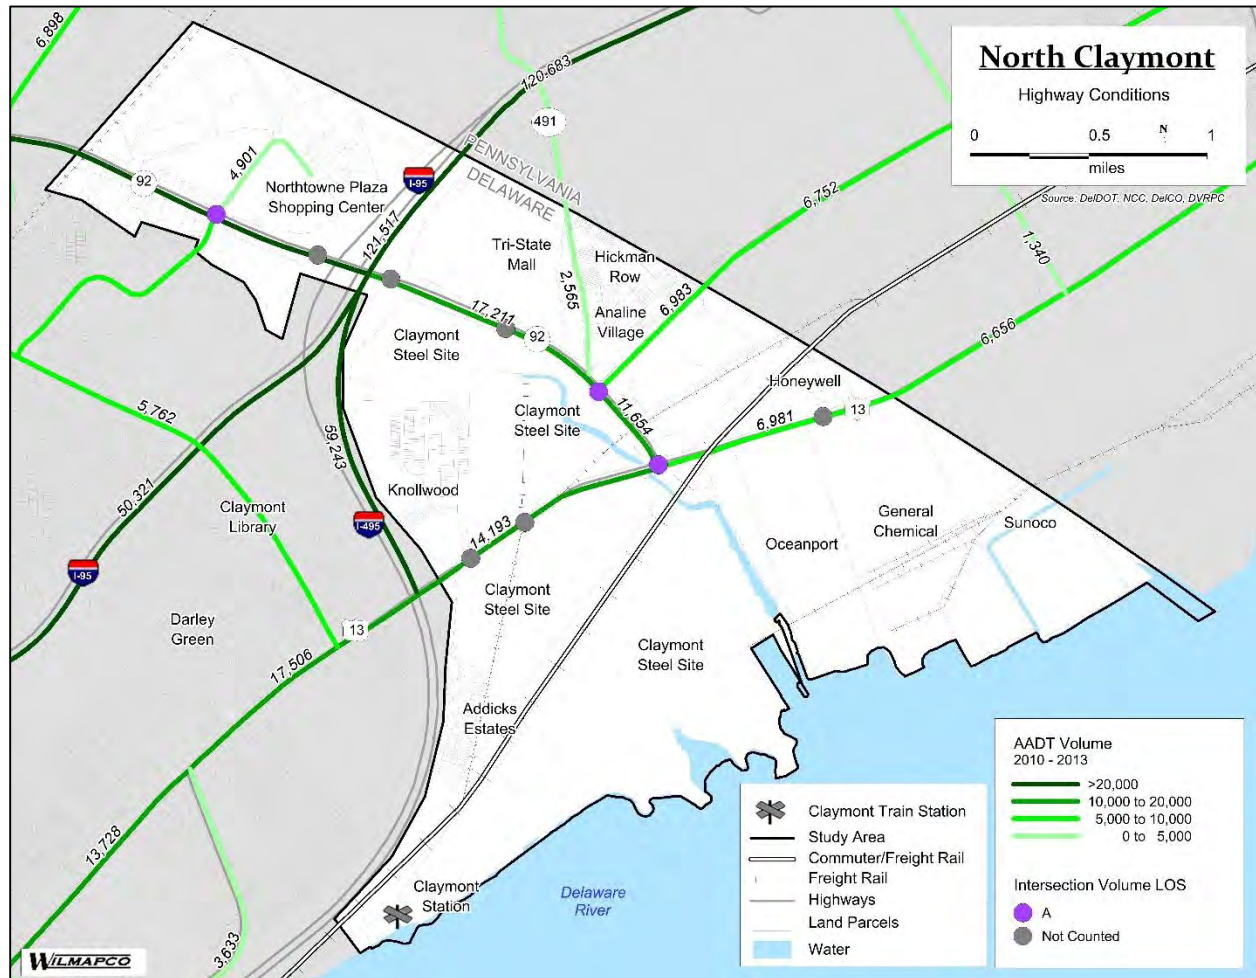 North Claymont
Highway Conditions
0 0.5 1
N
miles
Source: DelDOT, NCC, DelCO, DVRPC
6,898
120,683
491
PENNSYLVANIA
DELAWARE
92
4,901
Northtowne Plaza
Shopping Center
I-95
121,517
6,752
1,340
Tri-State
Mall
Hickman
Row
2,565
6,983
Analine
Village
17,211
92
Claymont
Steel Site
6,656
Honeywell
13
6,981
11,654
Claymont
Steel Site
5,762
59,243
50,321
Knollwood
Claymont
Library
I-495
14,193
General
Chemical
Sunoco
Oceanport
I-95
Claymont
Steel Site
Darley
Green
13
17,506
Claymont
Steel Site
Addicks
Estates
13,728
3,633
Claymont
Station
Delaware
River
Claymont Train Station
Study Area
Commuter/Freight Rail
Freight Rail
Highways
Land Parcels
Water
AADT Volume
2010 - 2013
>20,000
10,000 to 20,000
5,000 to 10,000
0 to 5,000
Intersection Volume LOS
A
Not Counted
WILMAPCO